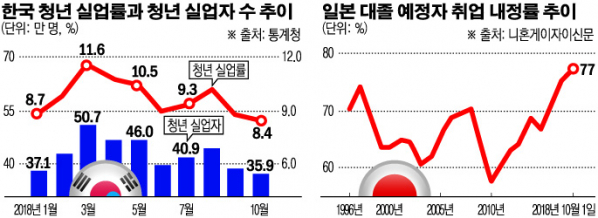 한국 청년 실업률과 청년 실업자 수 추이
(단위: 만 명, %)
※ 출처: 통계청
70
55
40
12.0
9.0
6.0
8.7
11.6
10.5
9.3
8.4
청년 실업률
청년 실업자
37.1
50.7
46.0
40.9
35.9
2018년 1월
3월
5월
7월
10월
일본 대졸 예정자 취업 내정률 추이
(단위: %)
※ 출처: 니혼게이자이신문
80
70
60
77
1996년
2000년
2005년
2010년
2018년 10월 1일